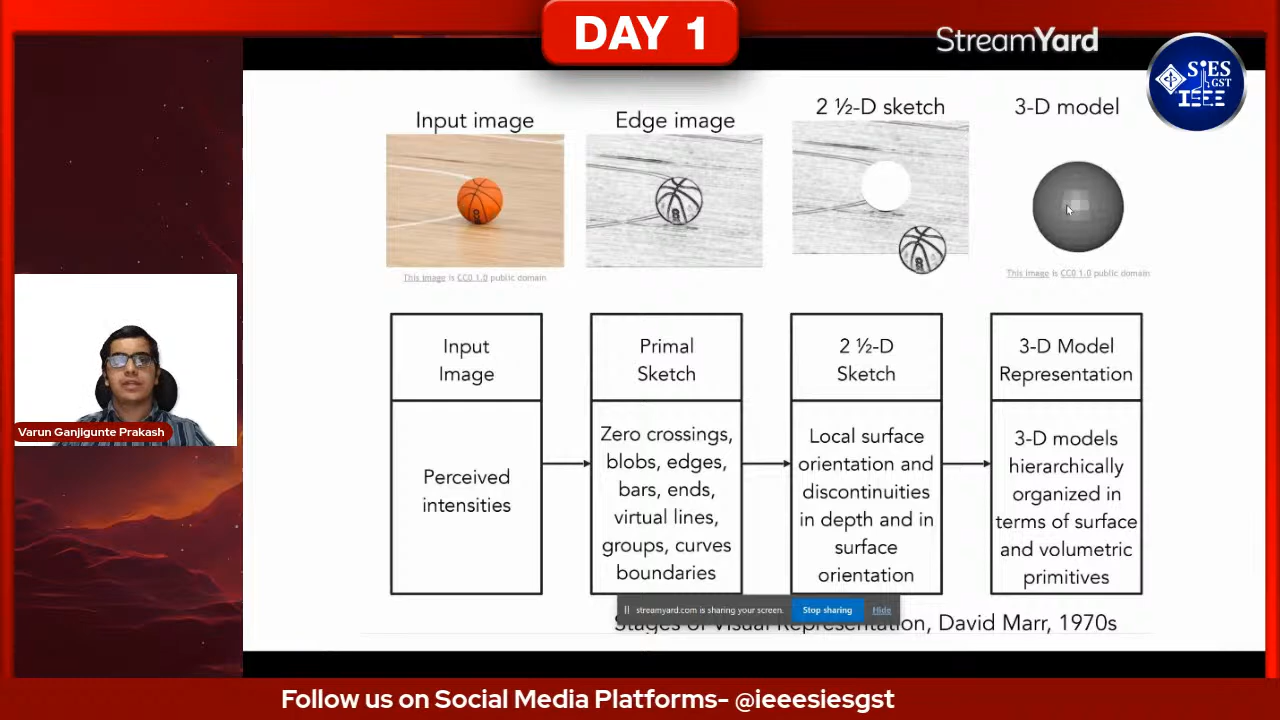 DAY 1
StreamYard
SiES
GST
IEEE
Input image
Edge image
2 ½-D sketch
3-D model
This image is CC0 1.0 public domain
This image is CC0 1.0 public domain
Input
Image
Perceived
intensities
Primal
Sketch
Zero crossings,
blobs, edges,
bars, ends,
virtual lines,
groups, curves
boundaries
2 ½-D
Sketch
Local surface
orientation and
discontinuities
in depth and in
surface
orientation
3-D Model
Representation
3-D models
hierarchically
organized in
terms of surface
and volumetric
primitives
streamyard.com is sharing your screen.
Stop sharing
Hide
Stages of Visual Representation, David Marr, 1970s
Varun Ganjigunte Prakash
Follow us on Social Media Platforms- @ieeesiesgst